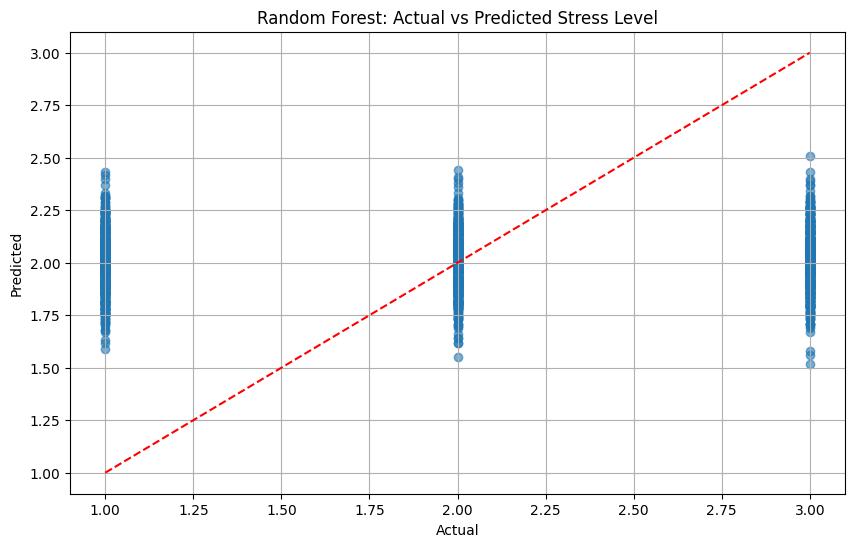 Random Forest: Actual vs Predicted Stress Level
3.00
2.75
2.50
2.25
2.00
1.75
1.50
1.25
1.00
Predicted
1.00 1.25 1.50 1.75 2.00 2.25 2.50 2.75 3.00
Actual